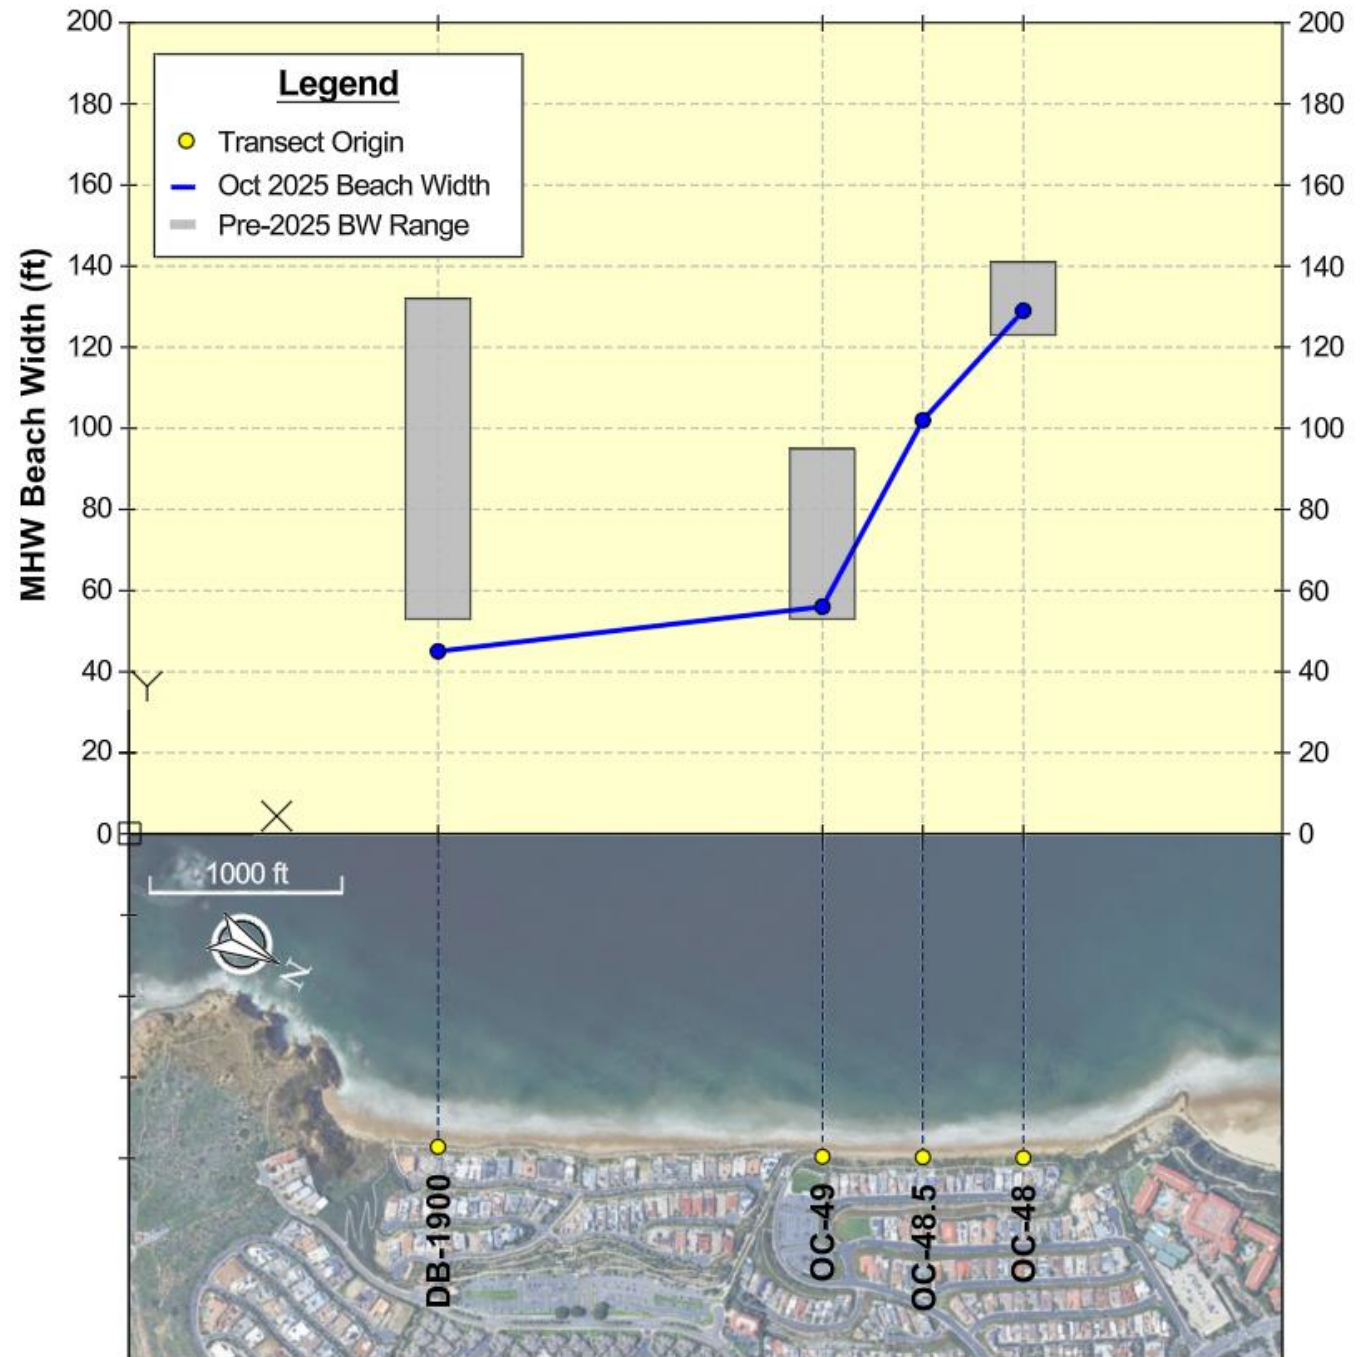 200
180
160
140
120
100
80
60
40
20
0
MHW Beach Width (ft)
Legend
Transect Origin
Oct 2025 Beach Width
Pre-2025 BW Range
Y
X
200
180
160
140
120
100
80
60
40
20
0
1000 ft
N
DB-1900
OC-49
OC-48.5
OC-48